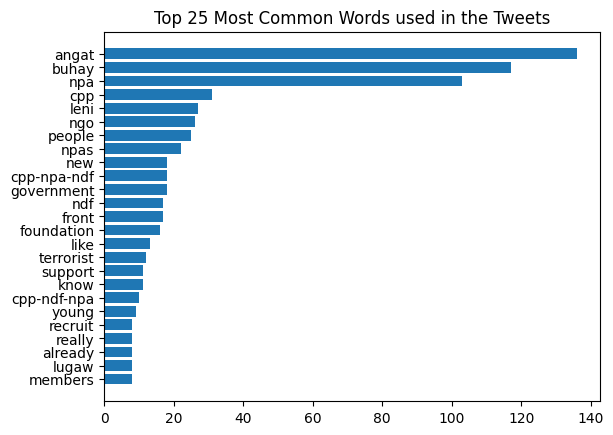 Top 25 Most Common Words used in the Tweets
angat
buhay
npa
cpp
leni
ngo
people
npas
new
cpp-npa-ndf
government
ndf
front
foundation
like
terrorist
support
know
cpp-ndf-npa
young
recruit
really
already
lugaw
members
0 20 40 60 80 100 120 140